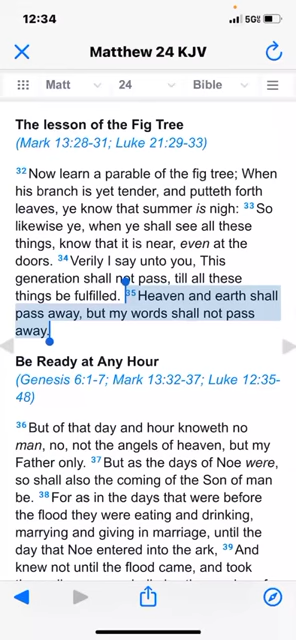 12:34
5G
Matthew 24 KJV
Matt 24 Bible
The lesson of the Fig Tree
(Mark 13:28-31; Luke 21:29-33)
32 Now learn a parable of the fig tree; When
his branch is yet tender, and putteth forth
leaves, ye know that summer is nigh: 33 So
likewise ye, when ye shall see all these
things, know that it is near, even at the
doors. 34 Verily I say unto you, This
generation shall not pass, till all these
things be fulfilled. 35 Heaven and earth shall
pass away, but my words shall not pass
away.
Be Ready at Any Hour
(Genesis 6:1-7; Mark 13:32-37; Luke 12:35-
48)
36 But of that day and hour knoweth no
man, no, not the angels of heaven, but my
Father only. 37 But as the days of Noe were,
so shall also the coming of the Son of man
be. 38 For as in the days that were before
the flood they were eating and drinking,
marrying and giving in marriage, until the
day that Noe entered into the ark, 39 And
knew not until the flood came, and took